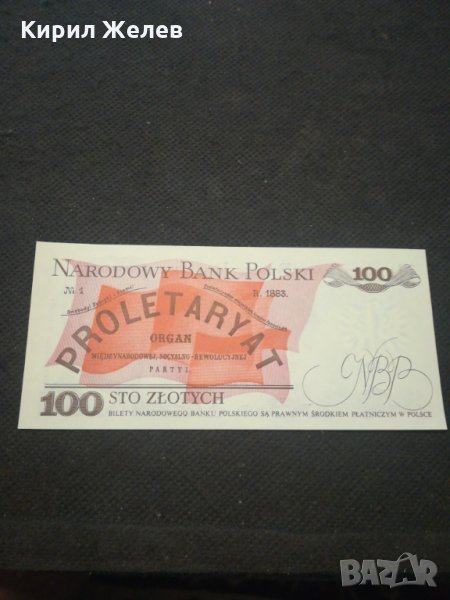 Кирил Желев
NARODOWY BANK POLSKI
100
№ 1
R. 1883.
PROLETARYAT
ORGAN
MIĘDZYNARODOWEJ, SOCYALNO-REWOLUCYJNEJ
PARTYI.
NBP
100 STO ZŁOTYCH
BILETY NARODOWEGO BANKU POLSKIEGO SĄ PRAWNYM ŚRODKIEM PŁATNICZYM W POLSCE
BAZAR